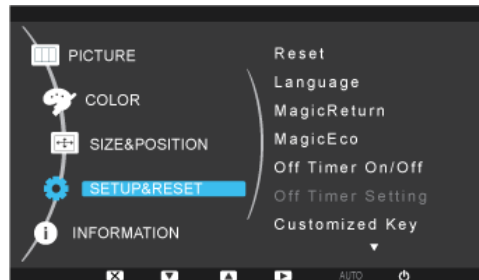 PICTURE
COLOR
SIZE&POSITION
SETUP&RESET
INFORMATION
Reset
Language
MagicReturn
MagicEco
Off Timer On/Off
Off Timer Setting
Customized Key
AUTO